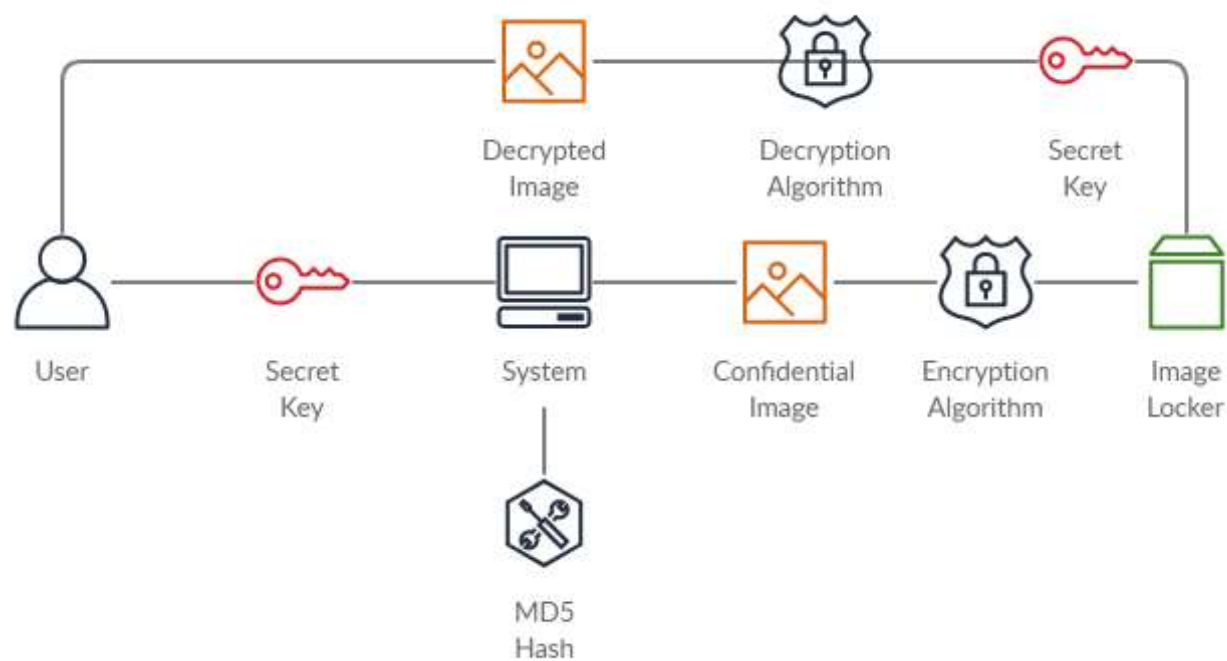 Decrypted
Image
Decryption
Algorithm
Secret
Key
User
Secret
Key
System
Confidential
Image
Encryption
Algorithm
Image
Locker
MD5
Hash